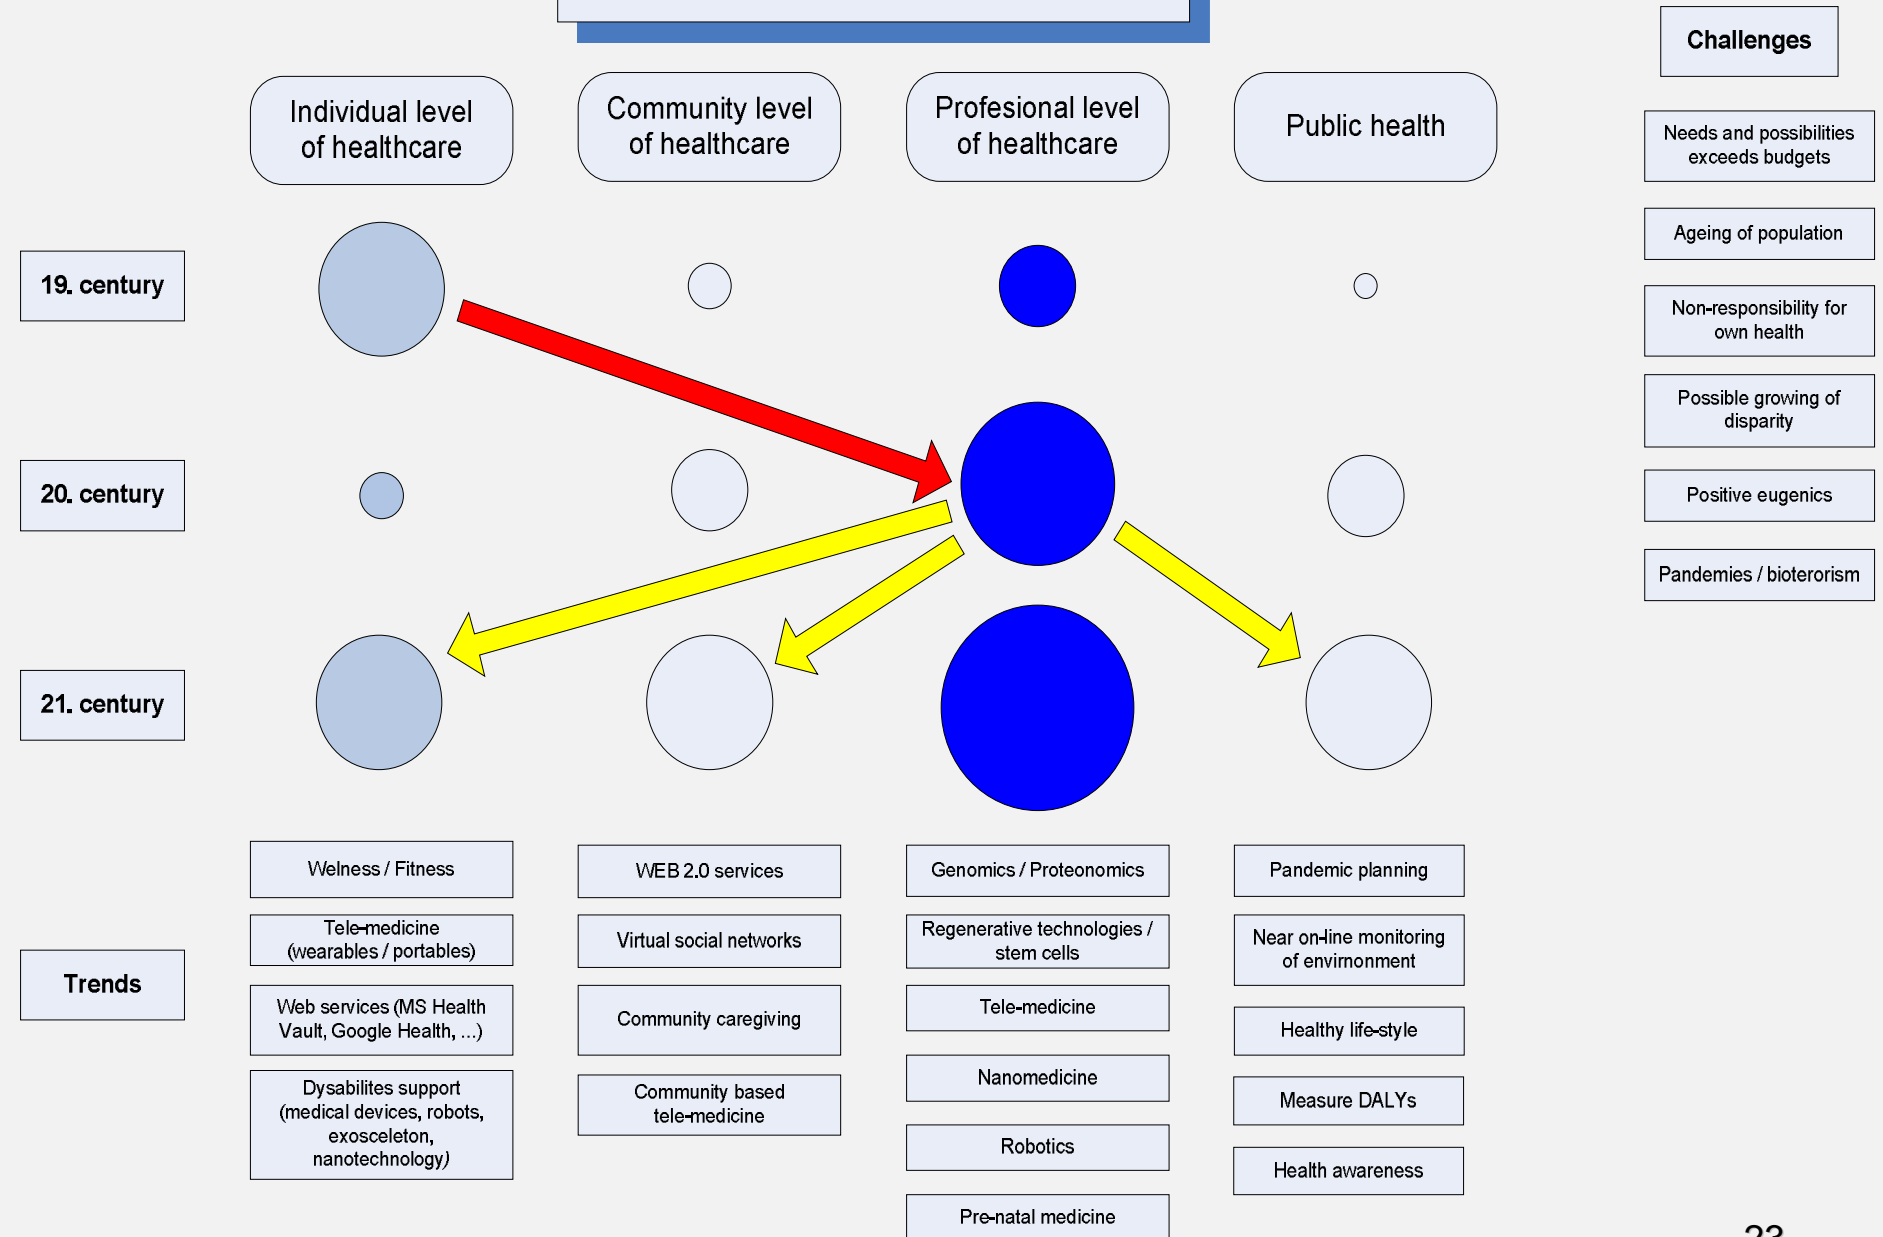 Challenges
Individual level
of healthcare
Community level
of healthcare
Profesional level
of healthcare
Public health
Needs and possibilities
exceeds budgets
Ageing of population
19. century
Non-responsibility for
own health
Possible growing of
disparity
20. century
Positive eugenics
Pandemies / bioterorism
21. century
Trends
Welness / Fitness
Tele-medicine
(wearables / portables)
Web services (MS Health
Vault, Google Health, ...)
Dysabilites support
(medical devices, robots,
exosceleton,
nanotechnology)
WEB 2.0 services
Virtual social networks
Community caregiving
Community based
tele-medicine
Genomics / Proteonomics
Regenerative technologies /
stem cells
Tele-medicine
Nanomedicine
Robotics
Pre-natal medicine
Pandemic planning
Near on-line monitoring
of envirnonment
Healthy life-style
Measure DALYs
Health awareness
23